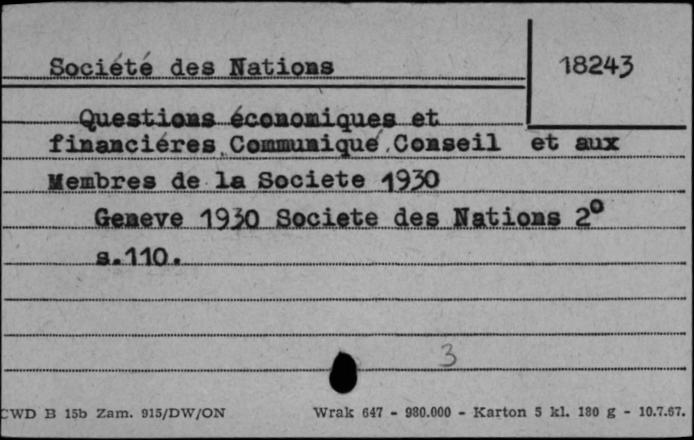 Société des Nations
18243
Questions économiques et
financiéres Communiqué Conseil et aux
Membres de la Societe 1930
Geneve 1930 Societe des Nations 2°
s.110.
3
CWD B 15b Zam. 915/DW/ON Wrak 647 - 980.000 - Karton 5 kl. 180 g - 10.7.67.